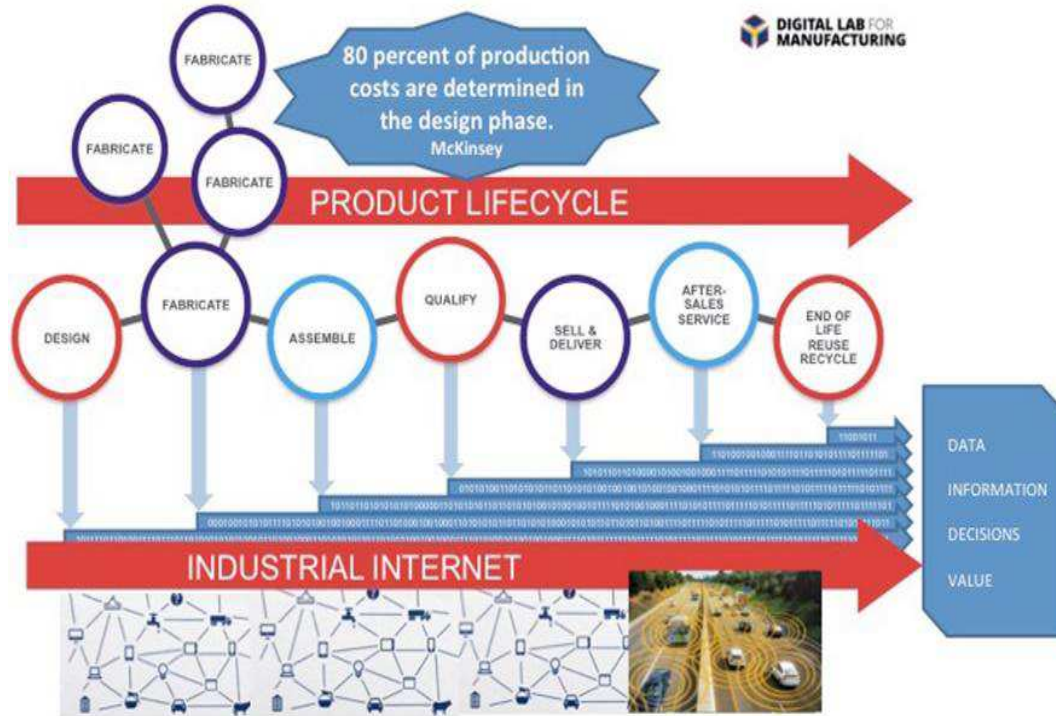 DIGITAL LAB FOR
MANUFACTURING
80 percent of production
costs are determined in
the design phase.
McKinsey
FABRICATE
FABRICATE
FABRICATE
PRODUCT LIFECYCLE
DESIGN
FABRICATE
ASSEMBLE
QUALIFY
SELL &
DELIVER
AFTER-
SALES
SERVICE
END OF
LIFE
REUSE
RECYCLE
11001011
DATA
INFORMATION
DECISIONS
VALUE
INDUSTRIAL INTERNET